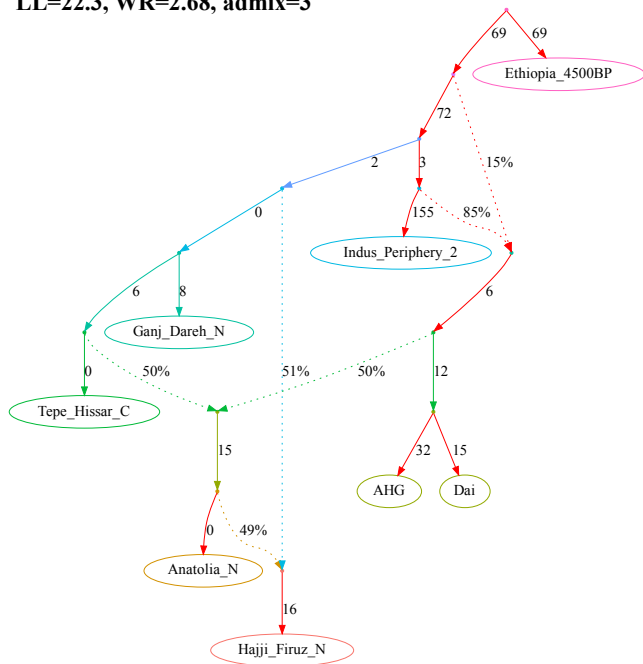 LL=22.3, WR=2.68, admix=3
69
69
Ethiopia_4500BP
72
2
3
15%
0
155
85%
Indus_Periphery_2
6
8
6
Ganj_Dareh_N
0
50%
51%
50%
12
Tepe_Hissar_C
15
32
15
AHG
Dai
0
49%
Anatolia_N
16
Hajji_Firuz_N